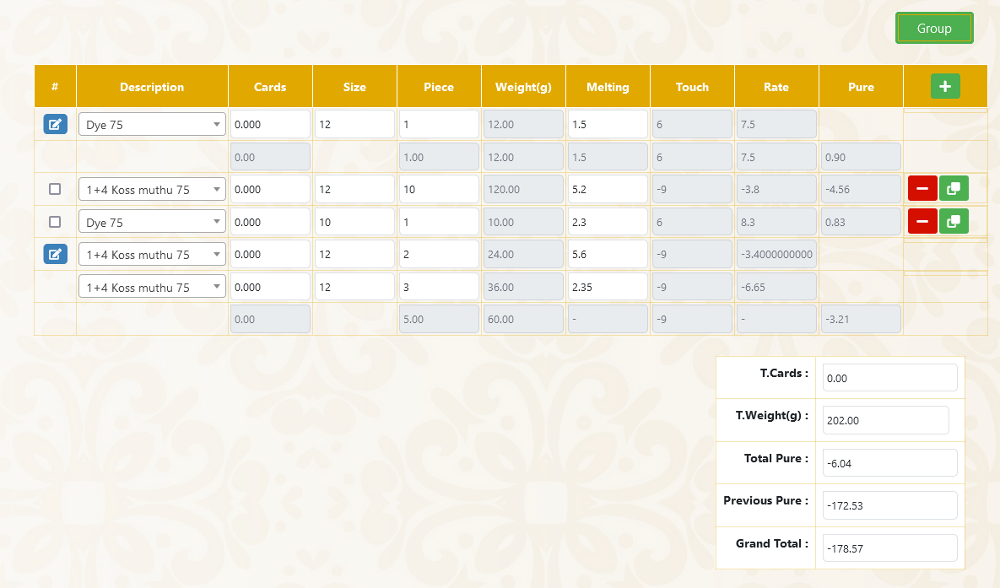 Group
# Description Cards Size Piece Weight(g) Melting Touch Rate Pure +
Dye 75 0.000 12 1 12.00 1.5 6 7.5
0.00 1.00 12.00 1.5 6 7.5 0.90
1+4 Koss muthu 75 0.000 12 10 120.00 5.2 -9 -3.8 -4.56
Dye 75 0.000 10 1 10.00 2.3 6 8.3 0.83
1+4 Koss muthu 75 0.000 12 2 24.00 5.6 -9 -3.4000000000
1+4 Koss muthu 75 0.000 12 3 36.00 2.35 -9 -6.65
0.00 5.00 60.00 - -9 - -3.21
T.Cards : 0.00
T.Weight(g) : 202.00
Total Pure : -6.04
Previous Pure : -172.53
Grand Total : -178.57